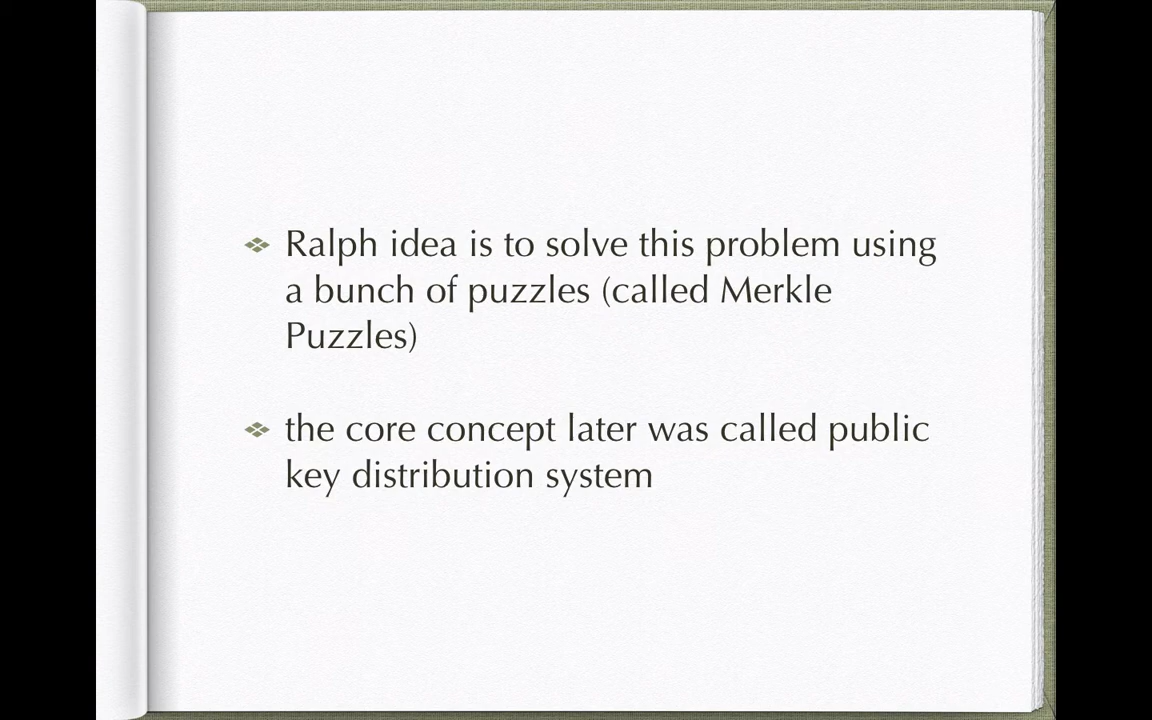 Ralph idea is to solve this problem using
a bunch of puzzles (called Merkle
Puzzles)
the core concept later was called public
key distribution system